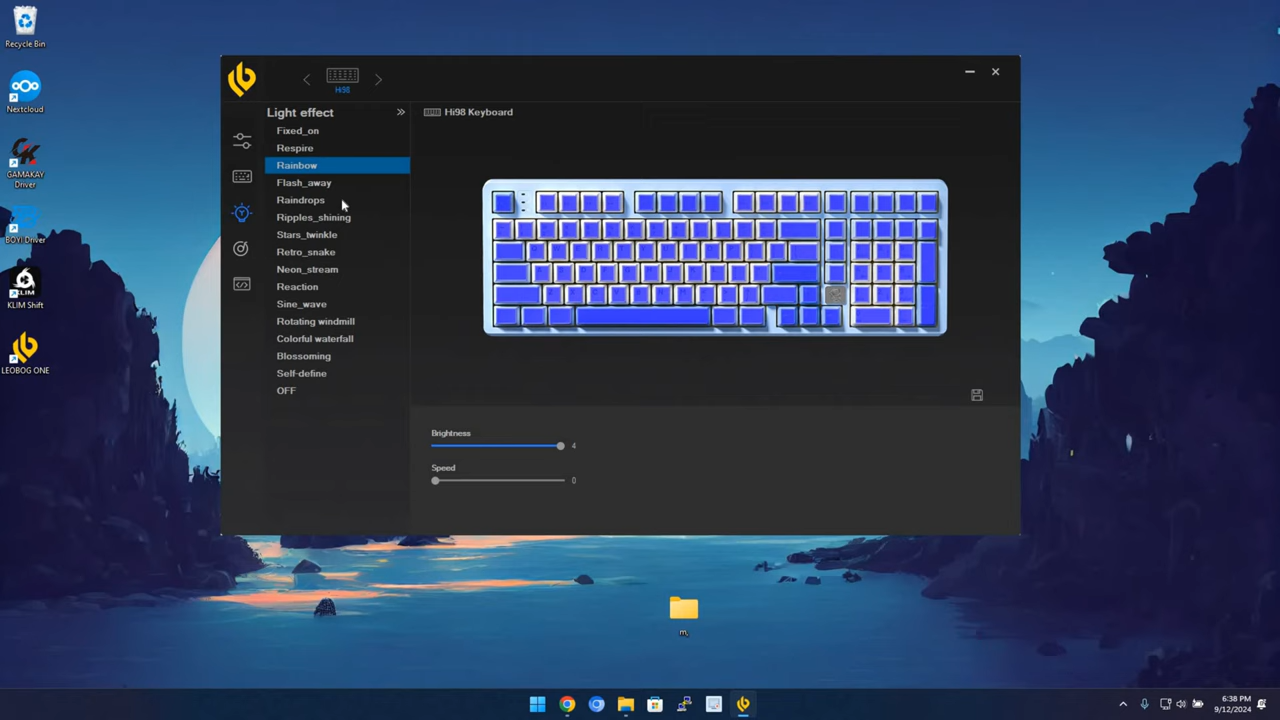 Recycle Bin
Nextcloud
GAMAKAY
Driver
BOYI Driver
KLIM Shift
LEOBOG ONE
Hi98
Light effect
Fixed_on
Respire
Rainbow
Flash_away
Raindrops
Ripples_shining
Stars_twinkle
Retro_snake
Neon_stream
Reaction
Sine_wave
Rotating windmill
Colorful waterfall
Blossoming
Self-define
OFF
Hi98 Keyboard
Brightness
4
Speed
0
m,
6:38 PM
9/12/2024